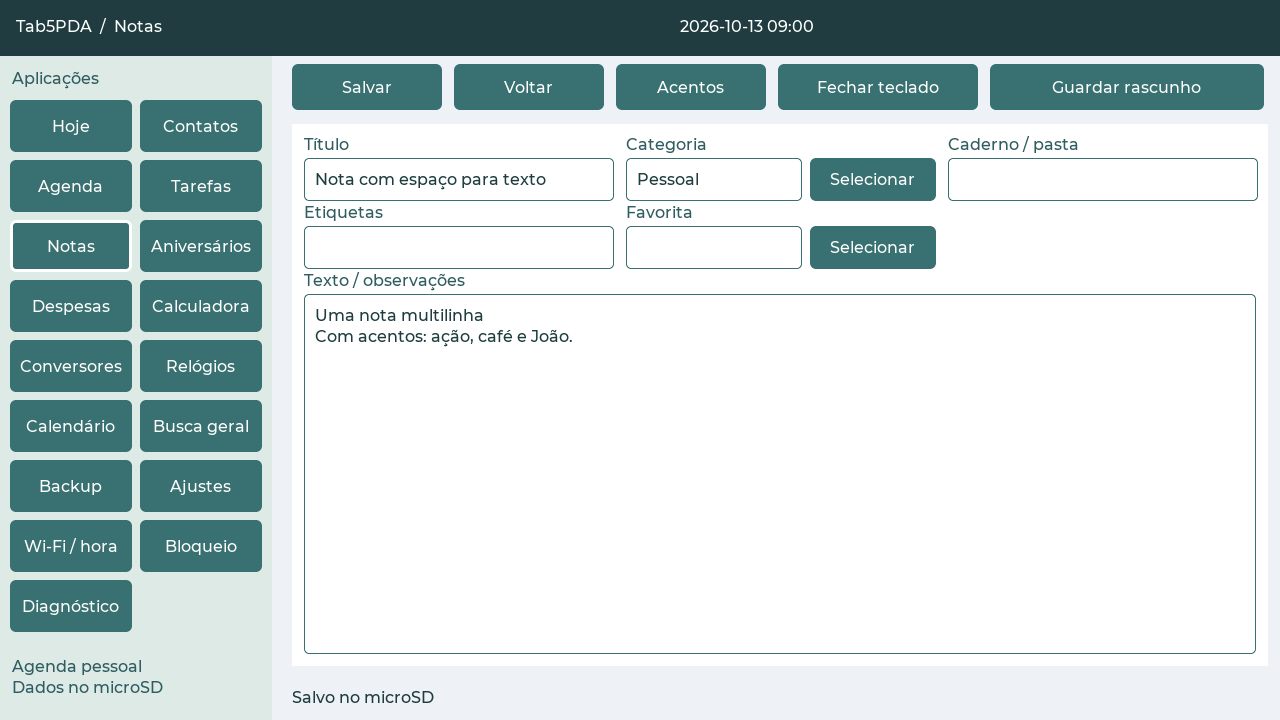 Tab5PDA / Notas
2026-10-13 09:00
Aplicações
Hoje
Contatos
Agenda
Tarefas
Notas
Aniversários
Despesas
Calculadora
Conversores
Relógios
Calendário
Busca geral
Backup
Ajustes
Wi-Fi / hora
Bloqueio
Diagnóstico
Agenda pessoal
Dados no microSD
Salvar
Voltar
Acentos
Fechar teclado
Guardar rascunho
Título
Categoria
Caderno / pasta
Nota com espaço para texto
Pessoal
Selecionar
Etiquetas
Favorita
Selecionar
Texto / observações
Uma nota multilinha
Com acentos: ação, café e João.
Salvo no microSD